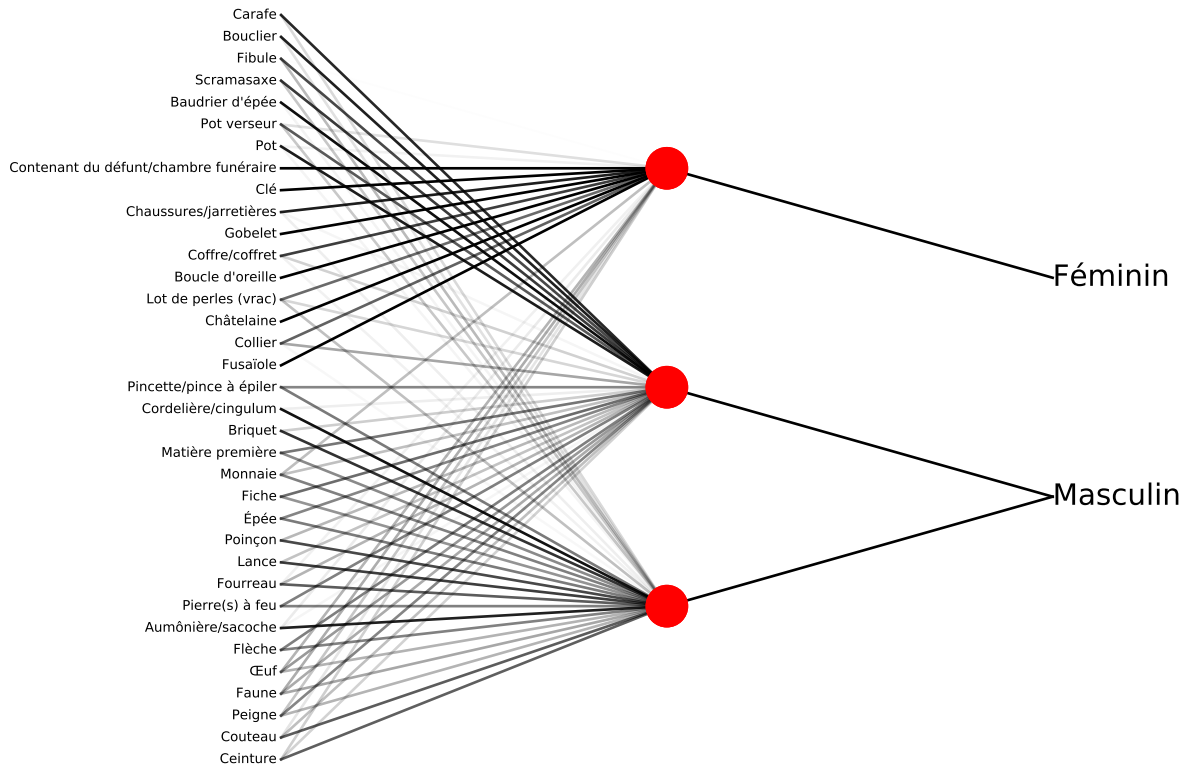 Carafe
Bouclier
Fibule
Scramasaxe
Baudrier d'épée
Pot verseur
Pot
Contenant du défunt/chambre funéraire
Clé
Chaussures/jarretières
Gobelet
Coffre/coffret
Boucle d'oreille
Lot de perles (vrac)
Châtelaine
Collier
Fusaïole
Pincette/pince à épiler
Cordelière/cingulum
Briquet
Matière première
Monnaie
Fiche
Épée
Poinçon
Lance
Fourreau
Pierre(s) à feu
Aumônière/sacoche
Flèche
Œuf
Faune
Peigne
Couteau
Ceinture
Féminin
Masculin